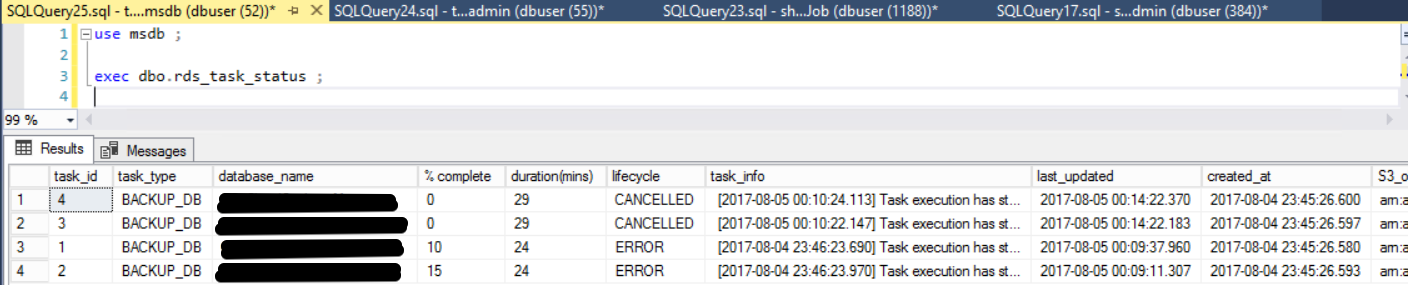 SQLQuery25.sql - t....msdb (dbuser (52))* SQLQuery24.sql - t...admin (dbuser (55))* SQLQuery23.sql - sh...Job (dbuser (1188))* SQLQuery17.sql - s...dmin (dbuser (384))*
1 use msdb ;
2
3 exec dbo.rds_task_status ;
4
99 %
Results Messages
task_id task_type database_name % complete duration(mins) lifecycle task_info last_updated created_at S3_o
1 4 BACKUP_DB 0 29 CANCELLED [2017-08-05 00:10:24.113] Task execution has st... 2017-08-05 00:14:22.370 2017-08-04 23:45:26.600 am:a
2 3 BACKUP_DB 0 29 CANCELLED [2017-08-05 00:10:22.147] Task execution has st... 2017-08-05 00:14:22.183 2017-08-04 23:45:26.597 am:a
3 1 BACKUP_DB 10 24 ERROR [2017-08-04 23:46:23.690] Task execution has st... 2017-08-05 00:09:37.960 2017-08-04 23:45:26.580 am:a
4 2 BACKUP_DB 15 24 ERROR [2017-08-04 23:46:23.970] Task execution has st... 2017-08-05 00:09:11.307 2017-08-04 23:45:26.593 am:a